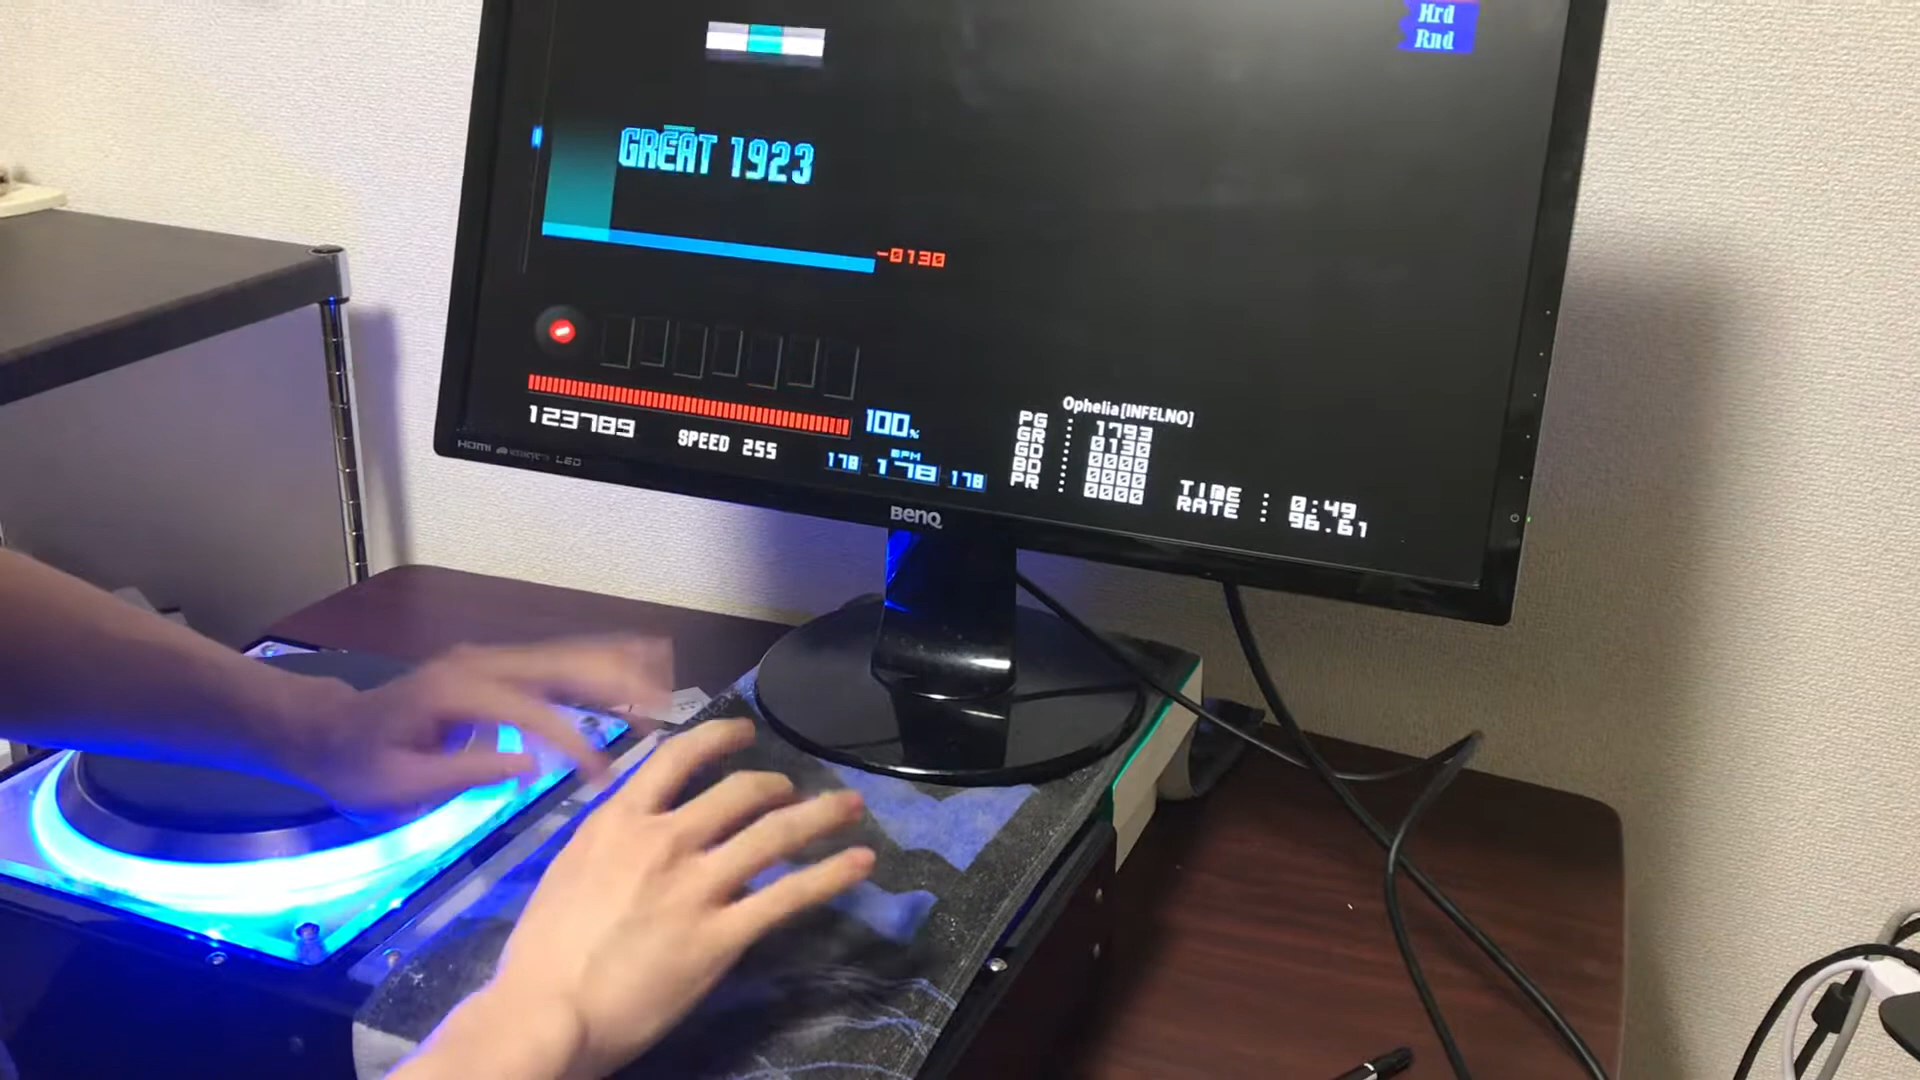 Hrd
Rnd
GREAT 1923
-0130
100%
123789
SPEED 255
BPM
178 178 178
Ophelia[INFELNO]
PG : 1793
GR : 0130
GD : 0000
BD : 0000
PR : 0000
TIME : 0:49
RATE : 96.61
HDMI
LED
BenQ